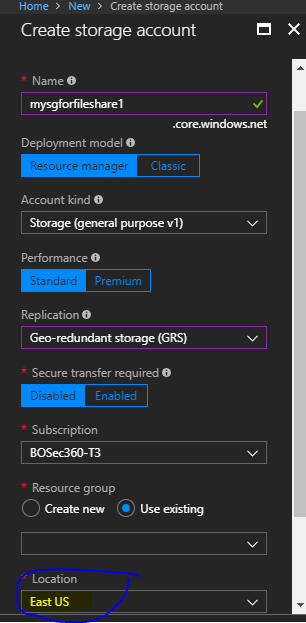 Home > New > Create storage account
Create storage account
* Name
mysgforfileshare1
.core.windows.net
Deployment model
Resource manager Classic
Account kind
Storage (general purpose v1)
Performance
Standard Premium
Replication
Geo-redundant storage (GRS)
* Secure transfer required
Disabled Enabled
* Subscription
BOSec360-T3
* Resource group
Create new Use existing
* Location
East US